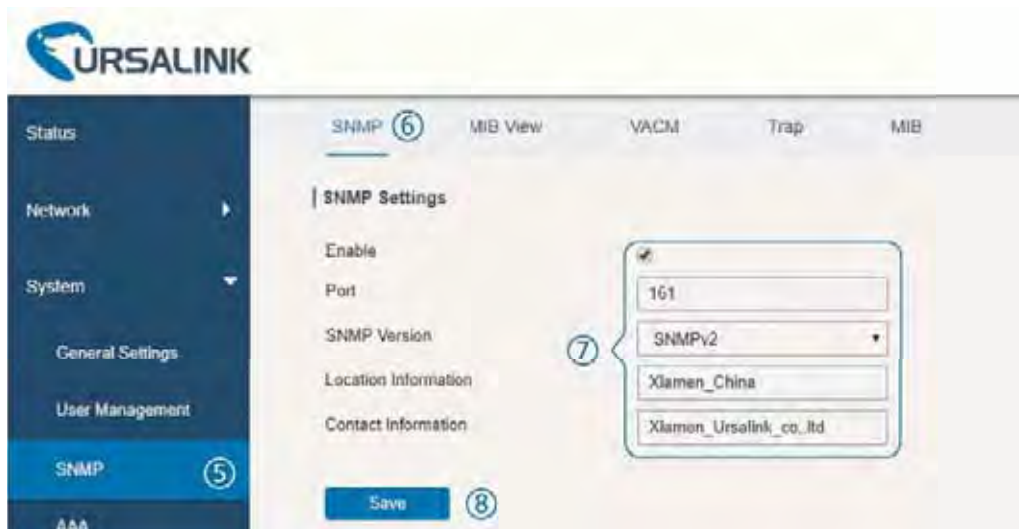 URSALINK
Status
SNMP ⑥ MIB View VACM Trap MIB
SNMP Settings
Network
Enable
System
Port 161
SNMP Version SNMPv2
⑦
General Settings
Location Information Xiamen_China
User Management
Contact Information Xiamen_Ursalink_co,.ltd
SNMP ⑤
Save ⑧
AAA